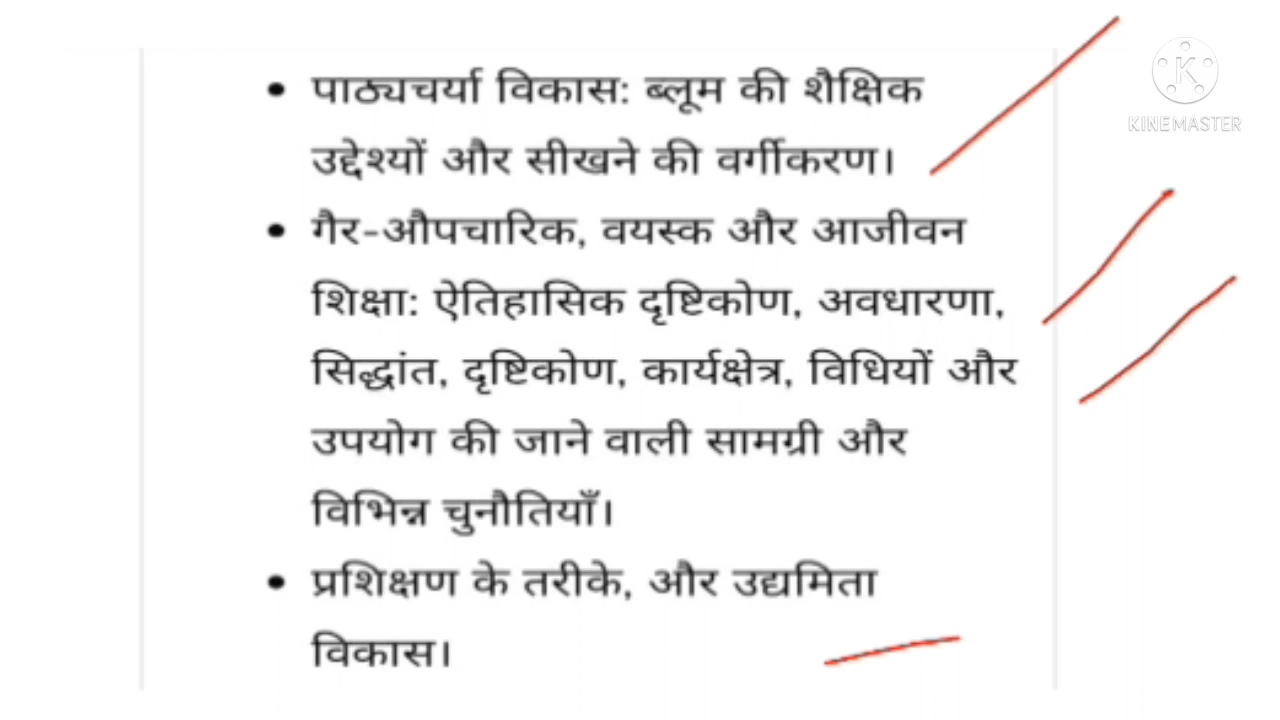 KINEMASTER
• पाठ्यचर्या विकास: ब्लूम की शैक्षिक
उद्देश्यों और सीखने की वर्गीकरण।
• गैर-औपचारिक, वयस्क और आजीवन
शिक्षा: ऐतिहासिक दृष्टिकोण, अवधारणा,
सिद्धांत, दृष्टिकोण, कार्यक्षेत्र, विधियों और
उपयोग की जाने वाली सामग्री और
विभिन्न चुनौतियाँ।
• प्रशिक्षण के तरीके, और उद्यमिता
विकास।